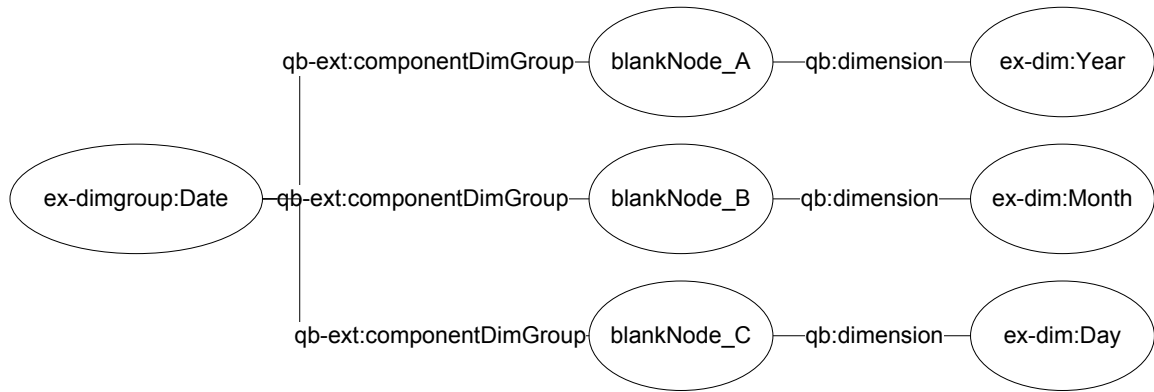 qb-ext:componentDimGroup blankNode_A qb:dimension ex-dim:Year
ex-dimgroup:Date qb-ext:componentDimGroup blankNode_B qb:dimension ex-dim:Month
qb-ext:componentDimGroup blankNode_C qb:dimension ex-dim:Day